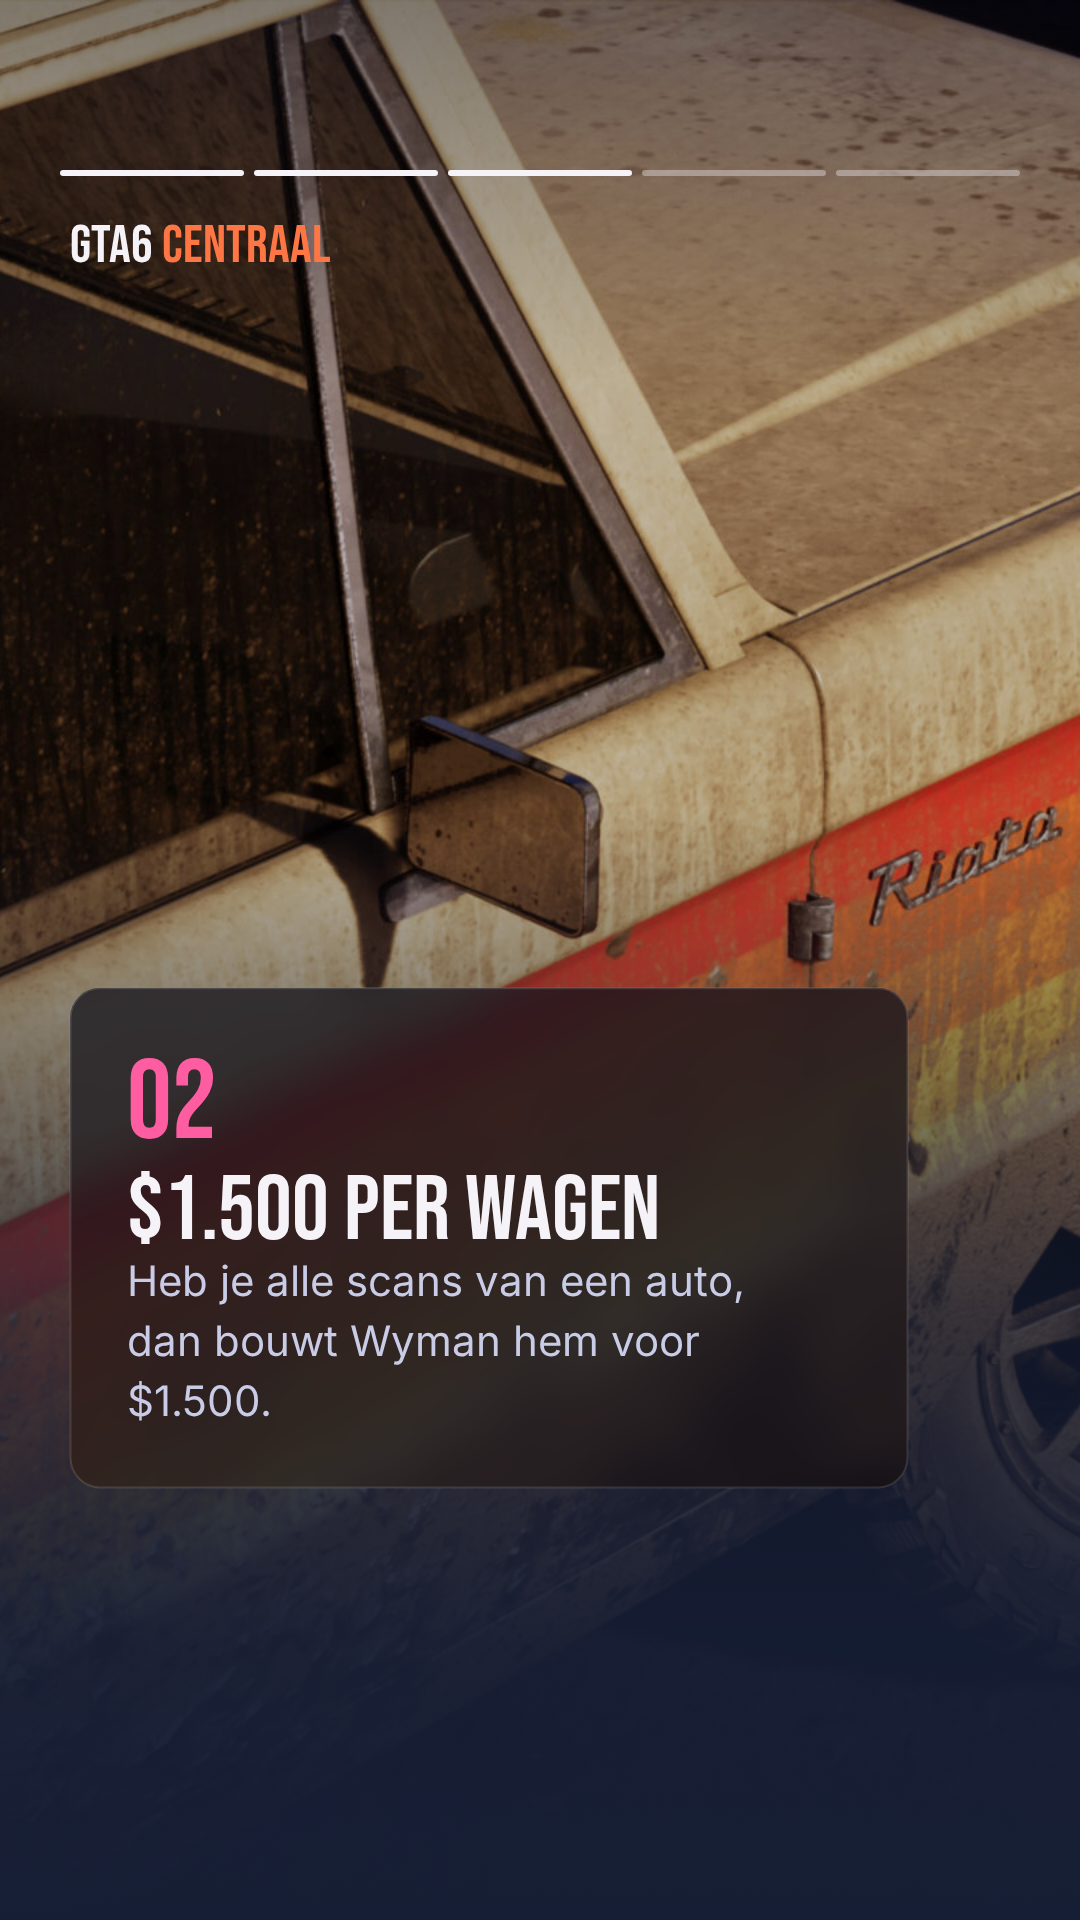 GTA6 CENTRAAL
Riata
02
$1.500 PER WAGEN
Heb je alle scans van een auto,
dan bouwt Wyman hem voor
$1.500.